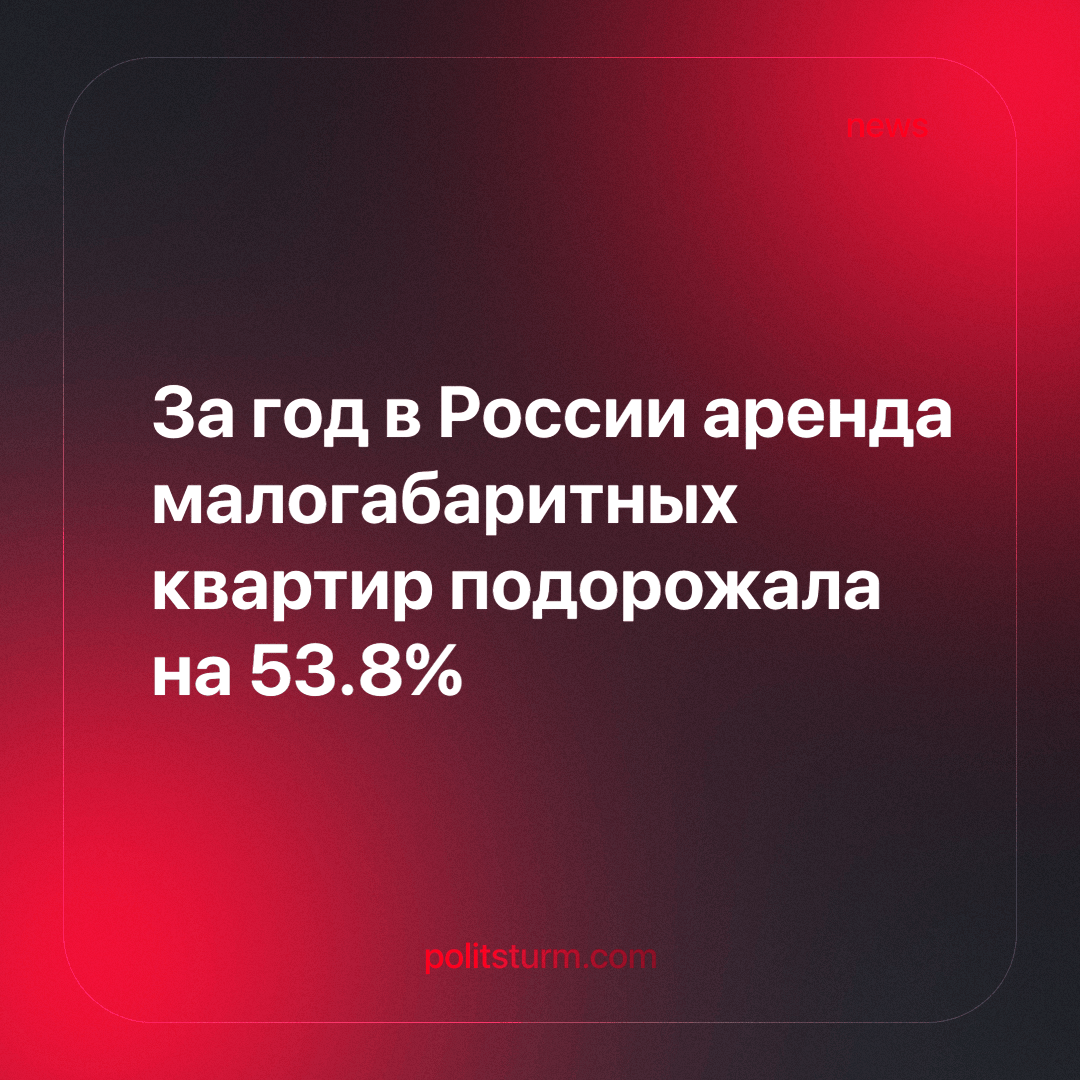 news
За год в России аренда
малогабаритных
квартир подорожала
на 53.8%
politsturm.com